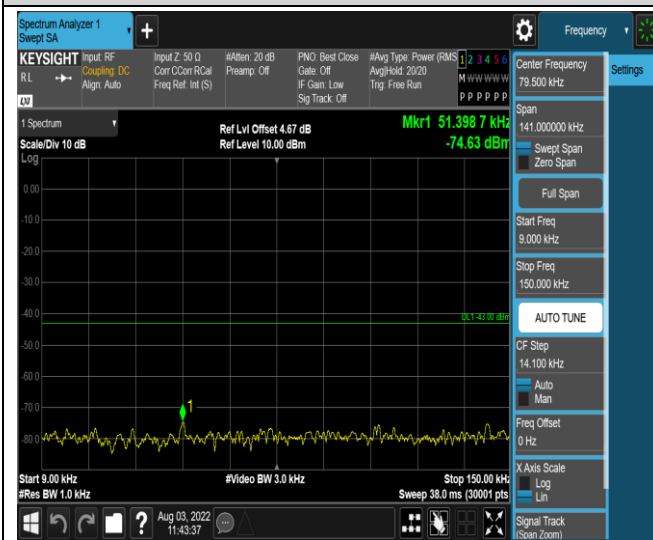 Spectrum Analyzer 1
Swept SA
Frequency
KEYSIGHT
RL
LXI
Input: RF
Coupling: DC
Align: Auto
Input Z: 50 Ω
Corr CCorr RCal
Freq Ref: Int (S)
#Atten: 20 dB
Preamp: Off
PNO: Best Close
Gate: Off
IF Gain: Low
Sig Track: Off
#Avg Type: Power (RMS
Avg|Hold: 20/20
Trig: Free Run
1 2 3 4 5 6
M W W W W W
P P P P P P
1 Spectrum
Scale/Div 10 dB
Log
Ref Lvl Offset 4.67 dB
Ref Level 10.00 dBm
Mkr1 51.398 7 kHz
-74.63 dBm
0.00
-10.0
-20.0
-30.0
-40.0
-50.0
-60.0
-70.0
-80.0
DL1 -43.00 dBm
1
Start 9.00 kHz
#Res BW 1.0 kHz
#Video BW 3.0 kHz
Stop 150.00 kHz
Sweep 38.0 ms (30001 pts
?
Aug 03, 2022
11:43:37
Center Frequency
79.500 kHz
Settings
Span
141.000000 kHz
Swept Span
Zero Span
Full Span
Start Freq
9.000 kHz
Stop Freq
150.000 kHz
AUTO TUNE
CF Step
14.100 kHz
Auto
Man
Freq Offset
0 Hz
X Axis Scale
Log
Lin
Signal Track
(Span Zoom)